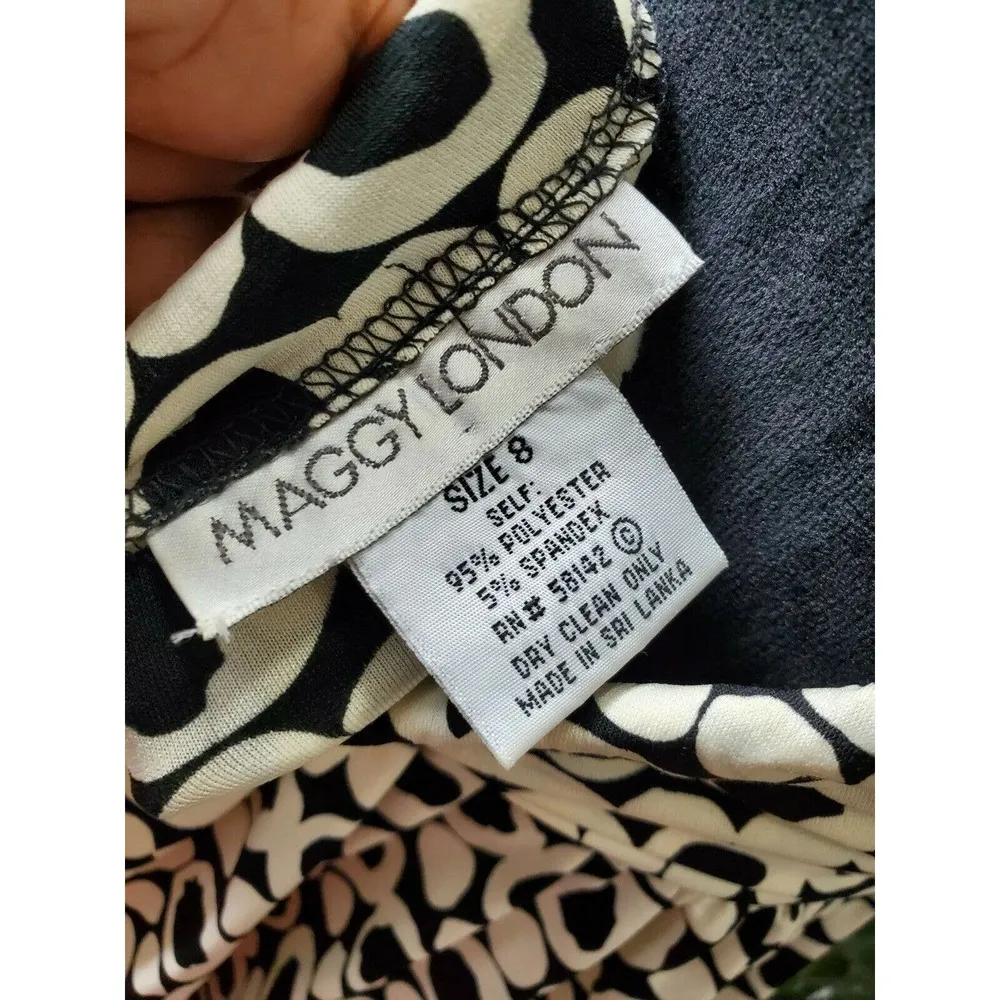 MAGGY LONDON
SIZE 8
SELF:
95% POLYESTER
5% SPANDEX
RN# 58142 ©
DRY CLEAN ONLY
MADE IN SRI LANKA